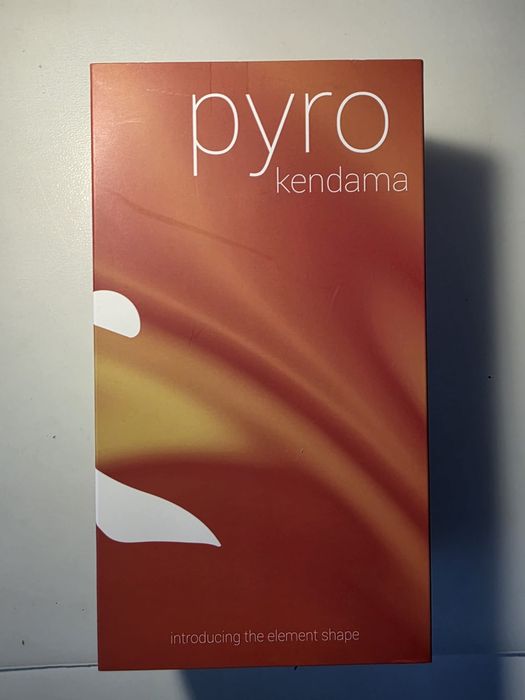 pyro
kendama
introducing the element shape